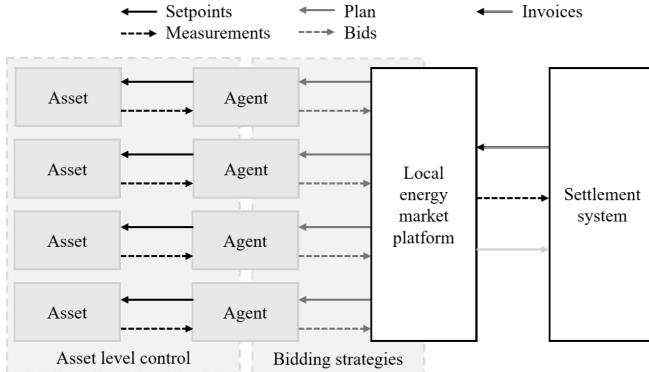 Setpoints
Plan
Invoices
Measurements
Bids
Asset
Agent
Asset
Agent
Asset
Agent
Asset
Agent
Local
energy
market
platform
Settlement
system
Asset level control
Bidding strategies